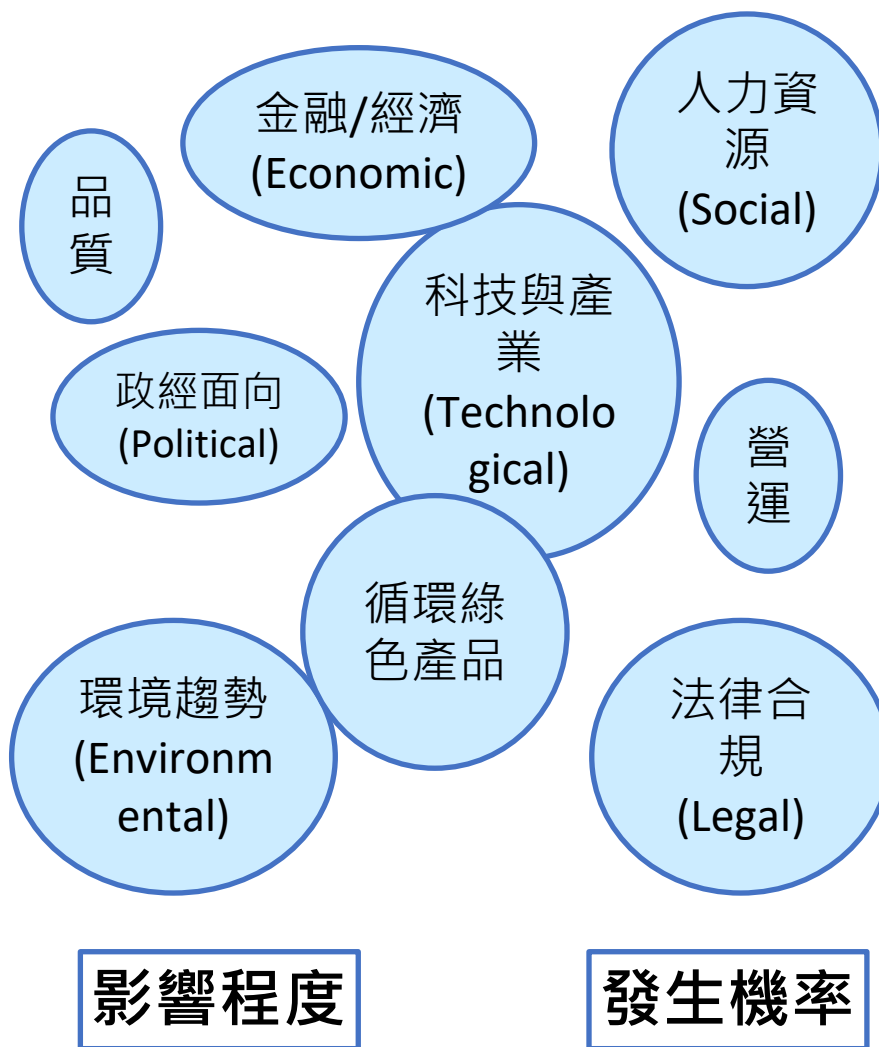 金融/經濟
(Economic)
人力資
源
(Social)
品
質
科技與產
業
(Technolo
gical)
政經面向
(Political)
營
運
循環綠
色產品
環境趨勢
(Environm
ental)
法律合
規
(Legal)
影響程度
發生機率